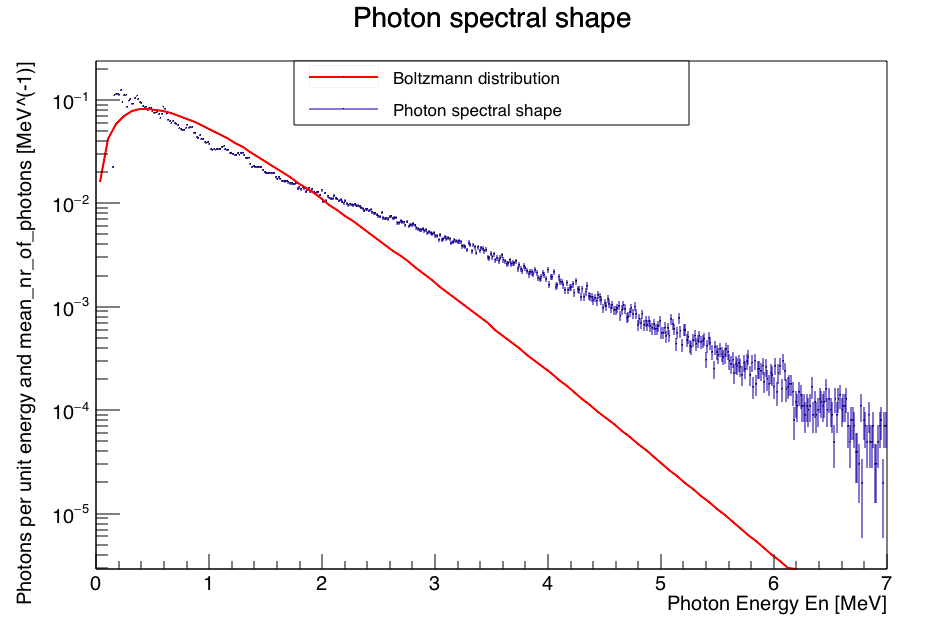 Photon spectral shape
Boltzmann distribution
Photon spectral shape
Photons per unit energy and mean_nr_of_photons [MeV^(-1)]
10⁻¹
10⁻²
10⁻³
10⁻⁴
10⁻⁵
0 1 2 3 4 5 6 7
Photon Energy En [MeV]